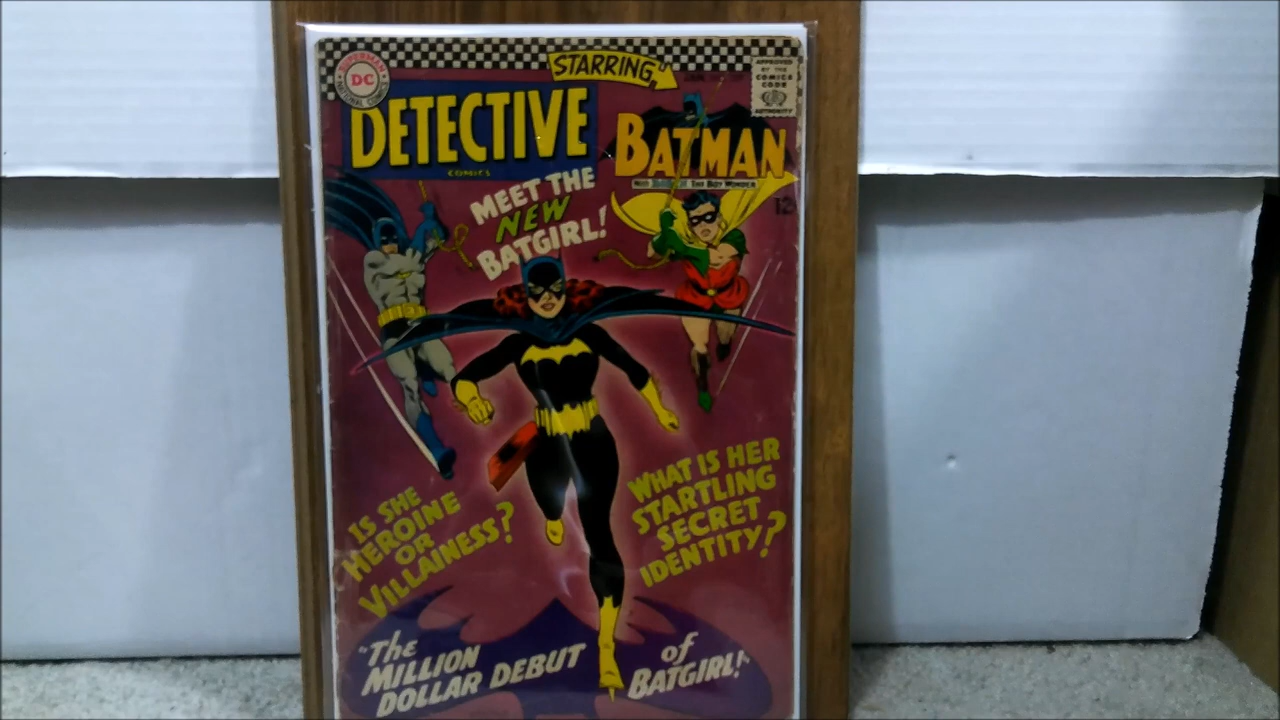 STARRING
SUPERMAN
DC
NATIONAL COMICS
APPROVED
BY THE
COMICS
CODE
AUTHORITY
DETECTIVE
COMICS
BATMAN
WITH ROBIN THE BOY WONDER
12¢
MEET THE
NEW
BATGIRL!
IS SHE
HEROINE
OR
VILLAINESS?
WHAT IS HER
STARTLING
SECRET
IDENTITY?
"The
MILLION
DOLLAR DEBUT
of
BATGIRL!"